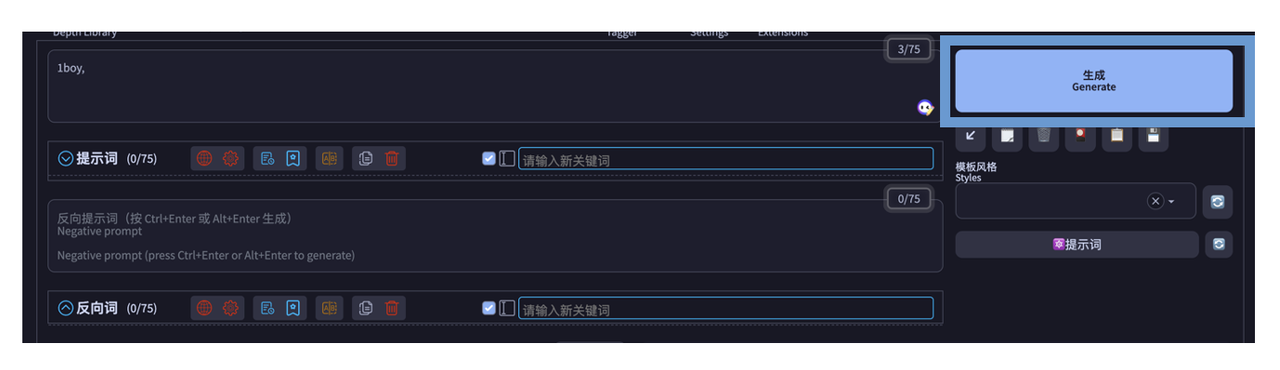 Depth Library
Tagger
Settings
Extensions
3/75
1boy,
生成
Generate
提示词 (0/75)
请输入新关键词
模板风格
Styles
0/75
反向提示词（按 Ctrl+Enter 或 Alt+Enter 生成）
Negative prompt
Negative prompt (press Ctrl+Enter or Alt+Enter to generate)
提示词
反向词 (0/75)
请输入新关键词